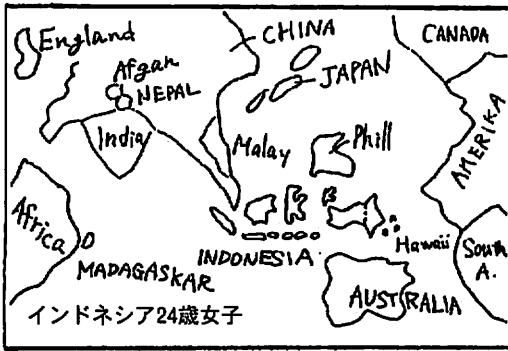 England
CHINA
CANADA
Afgan
NEPAL
JAPAN
India
Malay
Phill
AMERIKA
Africa
INDONESIA
Hawaii
South
A.
MADAGASKAR
AUSTRALIA
インドネシア24歳女子